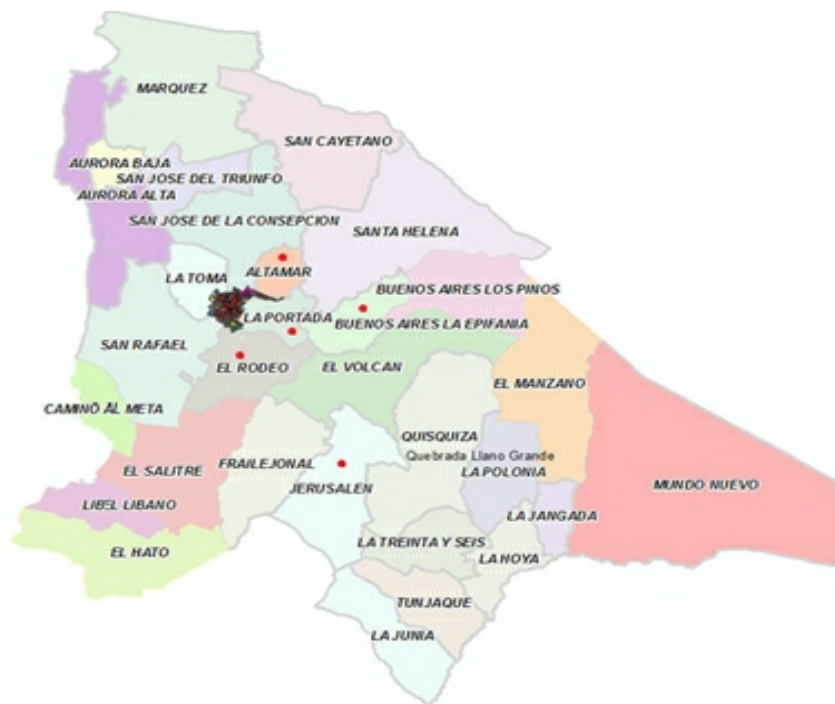 MARQUEZ
SAN CAYETANO
AURORA BAJA
SAN JOSE DEL TRIUNFO
AURORA ALTA
SAN JOSE DE LA CONSEPCION
SANTA HELENA
LA TOMA
ALTAMAR
BUENOS AIRES LOS PINOS
LA PORTADA
BUENOS AIRES LA EPIFANIA
SAN RAFAEL
EL RODEO
EL VOLCAN
EL MANZANO
CAMINO AL META
QUISQUIZA
Quebrada Llano Grande
EL SALITRE
FRAILEJONAL
LA POLONIA
JERUSALEN
MUNDO NUEVO
LIBEL LIBANO
LA JANGADA
LA TREINTA Y SEIS
EL HATO
LA HOYA
TUNJAQUE
LA JUNIA